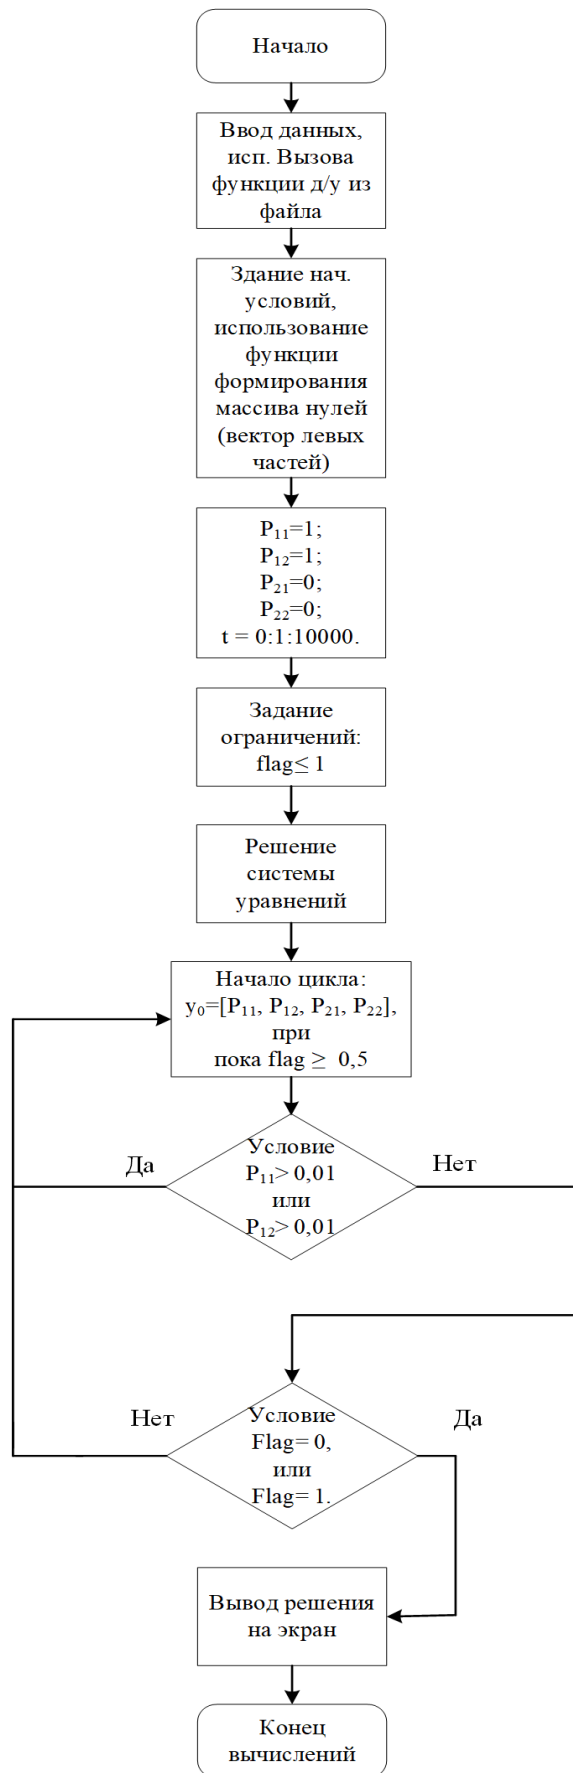 Начало
Ввод данных,
исп. Вызова
функции д/у из
файла
Здание нач.
условий,
использование
функции
формирования
массива нулей
(вектор левых
частей)
P₁₁=1;
P₁₂=1;
P₂₁=0;
P₂₂=0;
t = 0:1:10000.
Задание
ограничений:
flag≤ 1
Решение
системы
уравнений
Начало цикла:
y₀=[P₁₁, P₁₂, P₂₁, P₂₂],
при
пока flag ≥ 0,5
Да
Условие
P₁₁> 0,01
или
P₁₂> 0,01
Нет
Нет
Условие
Flag= 0,
или
Flag= 1.
Да
Вывод решения
на экран
Конец
вычислений